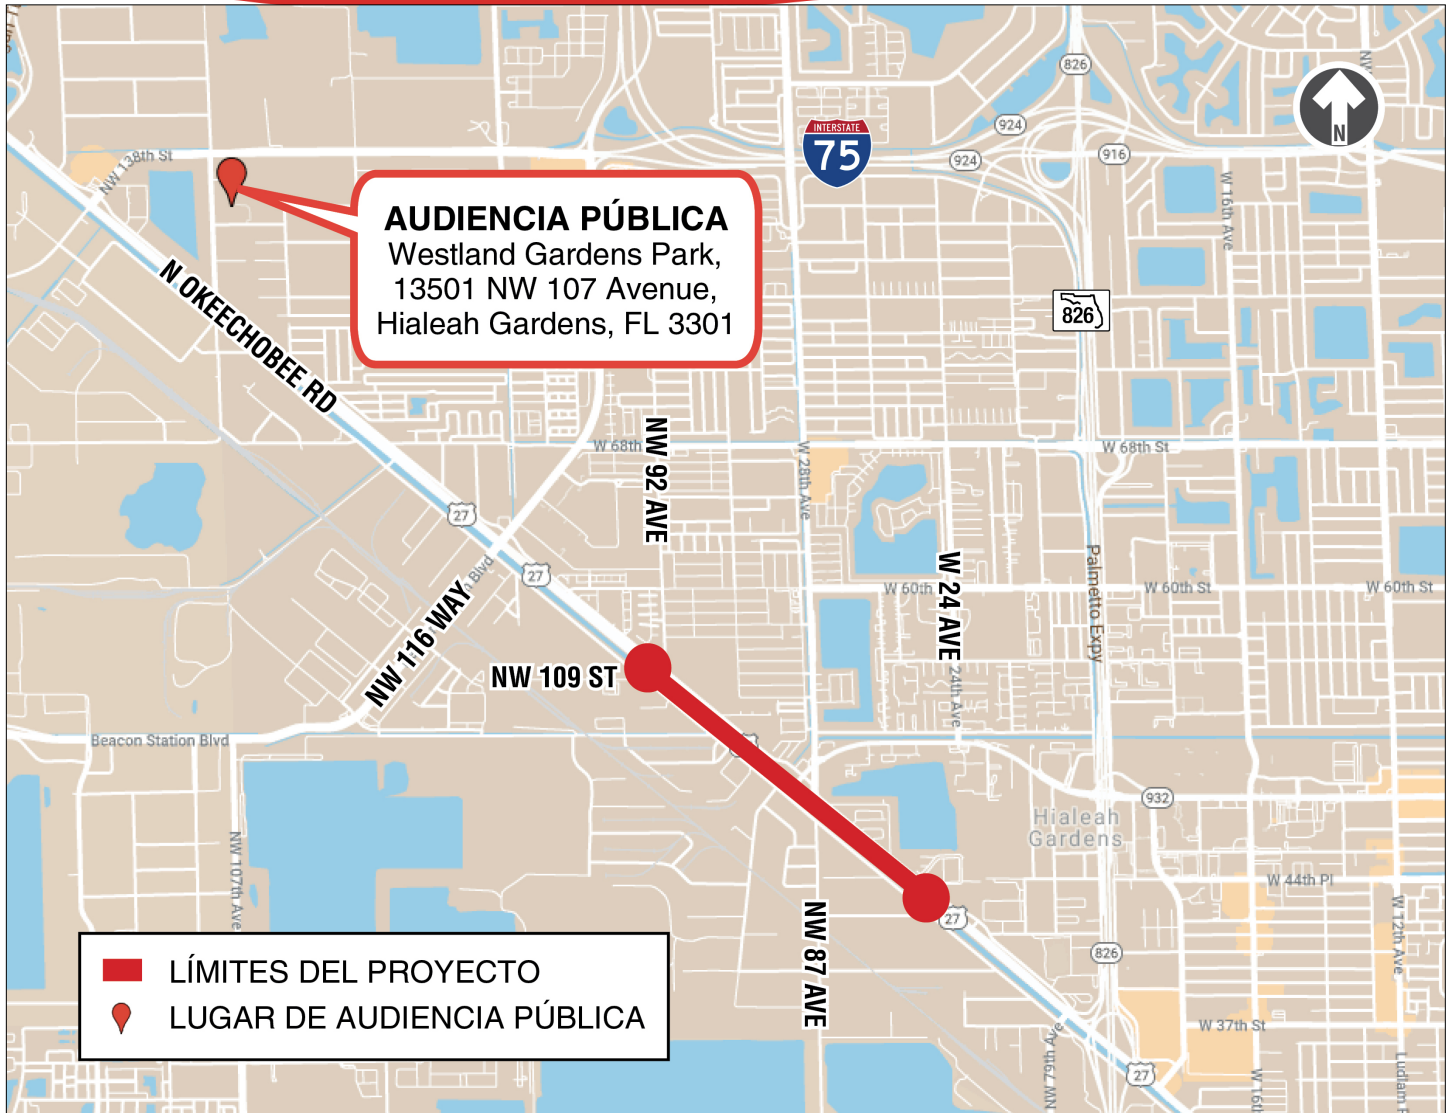 826
924
924
916
N
INTERSTATE
75
NW 138th St
W 16th Ave
NW
AUDIENCIA PÚBLICA
Westland Gardens Park,
13501 NW 107 Avenue,
Hialeah Gardens, FL 3301
826
N OKEECHOBEE RD
W 68th
NW 92 AVE
W 28th Ave
W 68th St
27
27
n Blvd
NW 116 WAY
W 60th
W 24 AVE
24th Ave
Palmetto Expy
W 60th St
W 60th St
NW 109 ST
Beacon Station Blvd
932
Hialeah
Gardens
W 44th Pl
NW 107th Ave
NW 87 AVE
27
826
W 12th Ave
W 37th St
NW 79th Ave
27
W 16t
Ludlam
LÍMITES DEL PROYECTO
LUGAR DE AUDIENCIA PÚBLICA